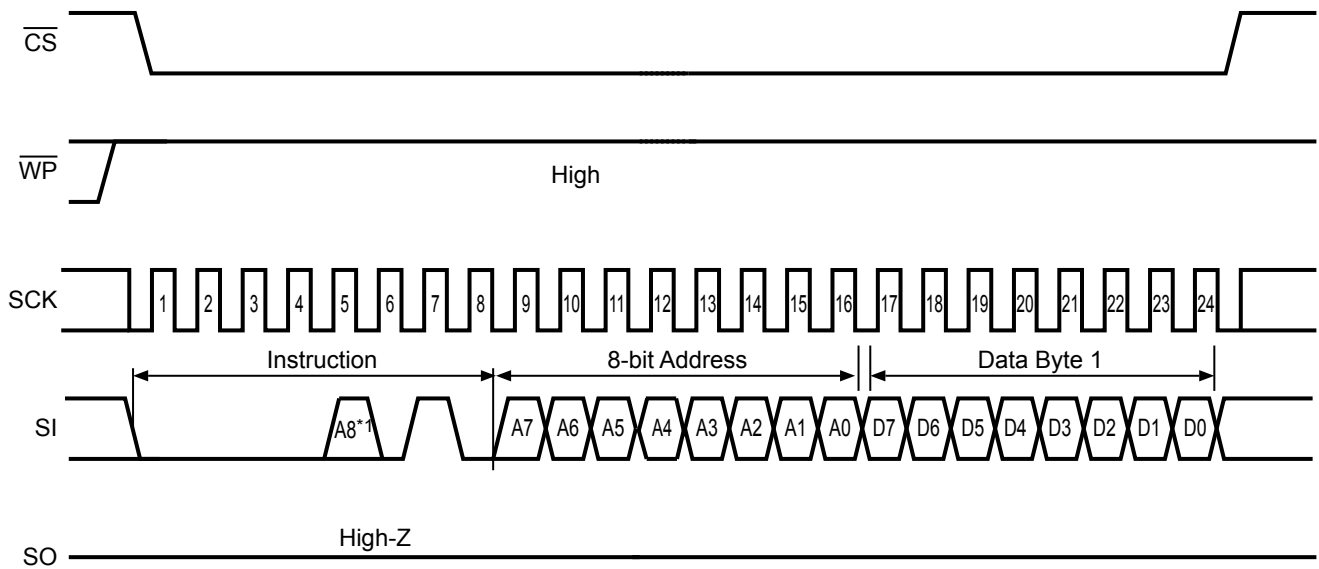 CS
WP
High
SCK
1 2 3 4 5 6 7 8 9 10 11 12 13 14 15 16 17 18 19 20 21 22 23 24
Instruction 8-bit Address Data Byte 1
SI
A8*1 A7 A6 A5 A4 A3 A2 A1 A0 D7 D6 D5 D4 D3 D2 D1 D0
High-Z
SO